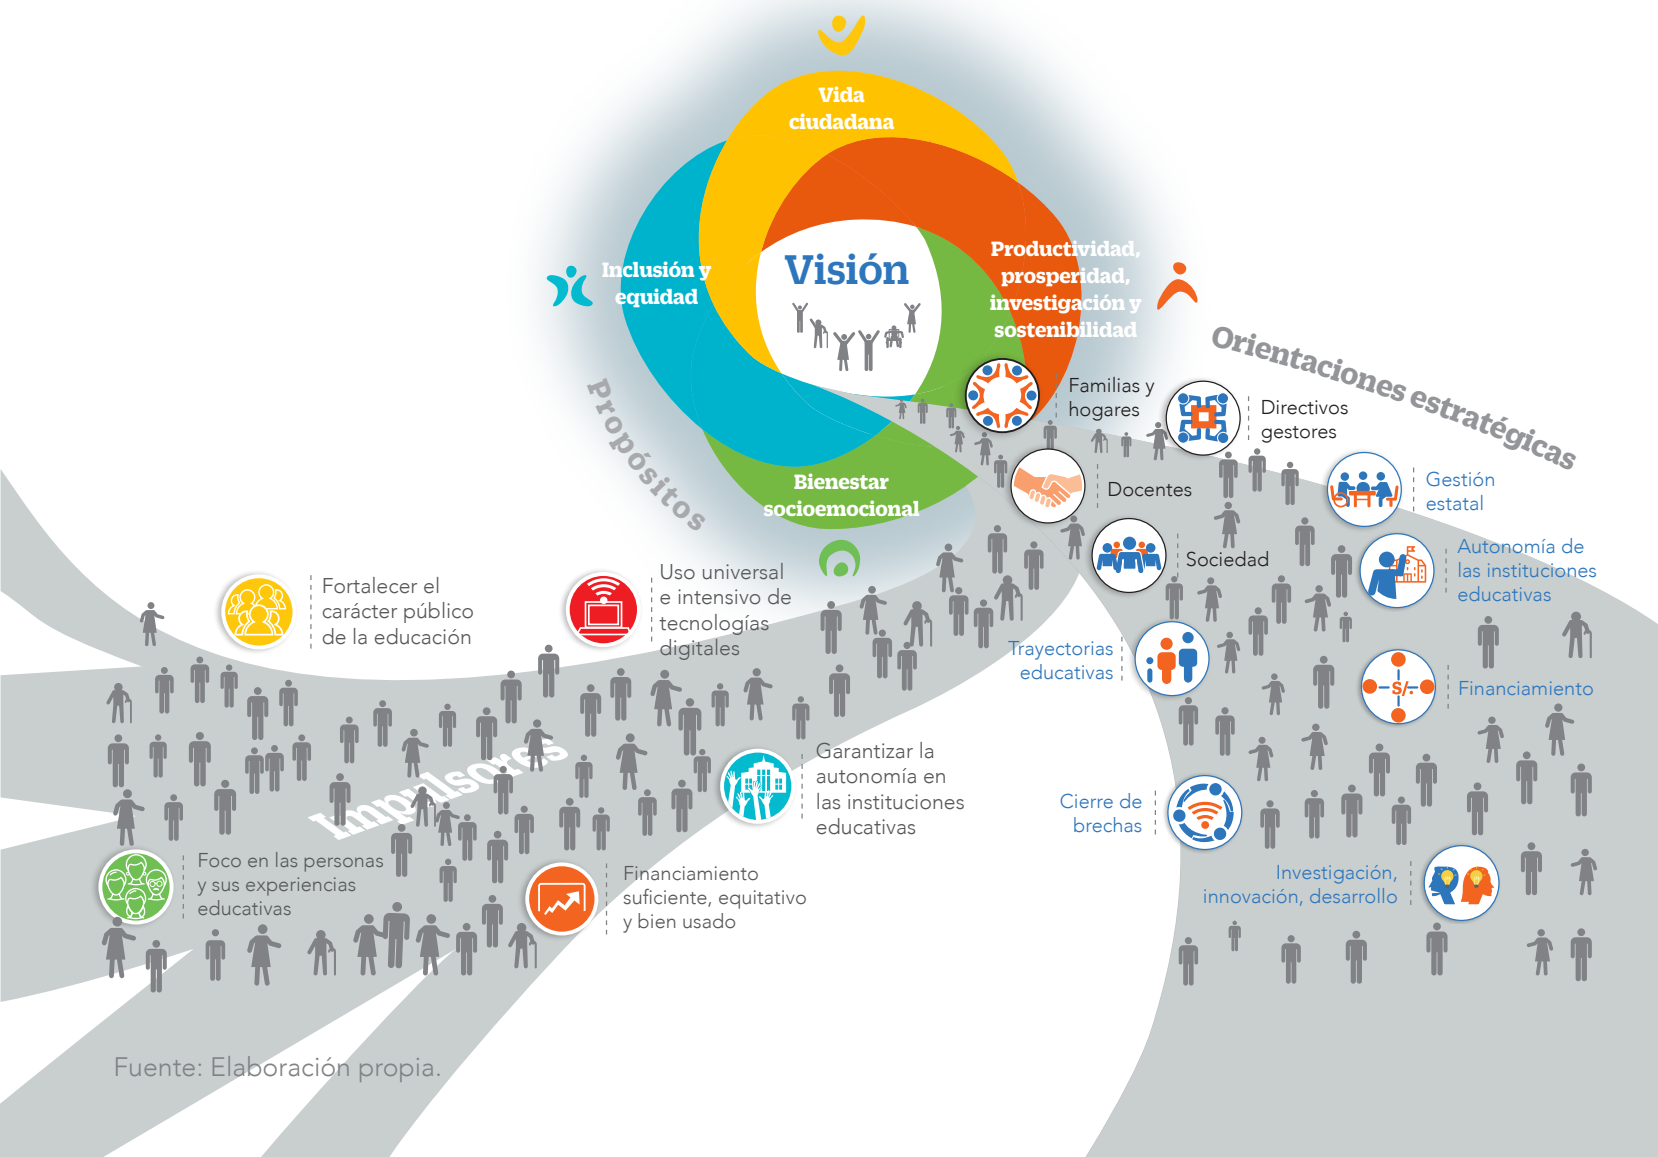 Vida
ciudadana
Productividad,
prosperidad,
investigación y
sostenibilidad
Inclusión y
equidad
Visión
Bienestar
socioemocional
Propósitos
Orientaciones estratégicas
Familias y
hogares
Directivos
gestores
Docentes
Sociedad
Gestión
estatal
Autonomía de
las instituciones
educativas
Trayectorias
educativas
S/.
Financiamiento
Cierre de
brechas
Investigación,
innovación, desarrollo
Fortalecer el
carácter público
de la educación
Uso universal
e intensivo de
tecnologías
digitales
Impulsores
Garantizar la
autonomía en
las instituciones
educativas
Foco en las personas
y sus experiencias
educativas
Financiamiento
suficiente, equitativo
y bien usado
Fuente: Elaboración propia.